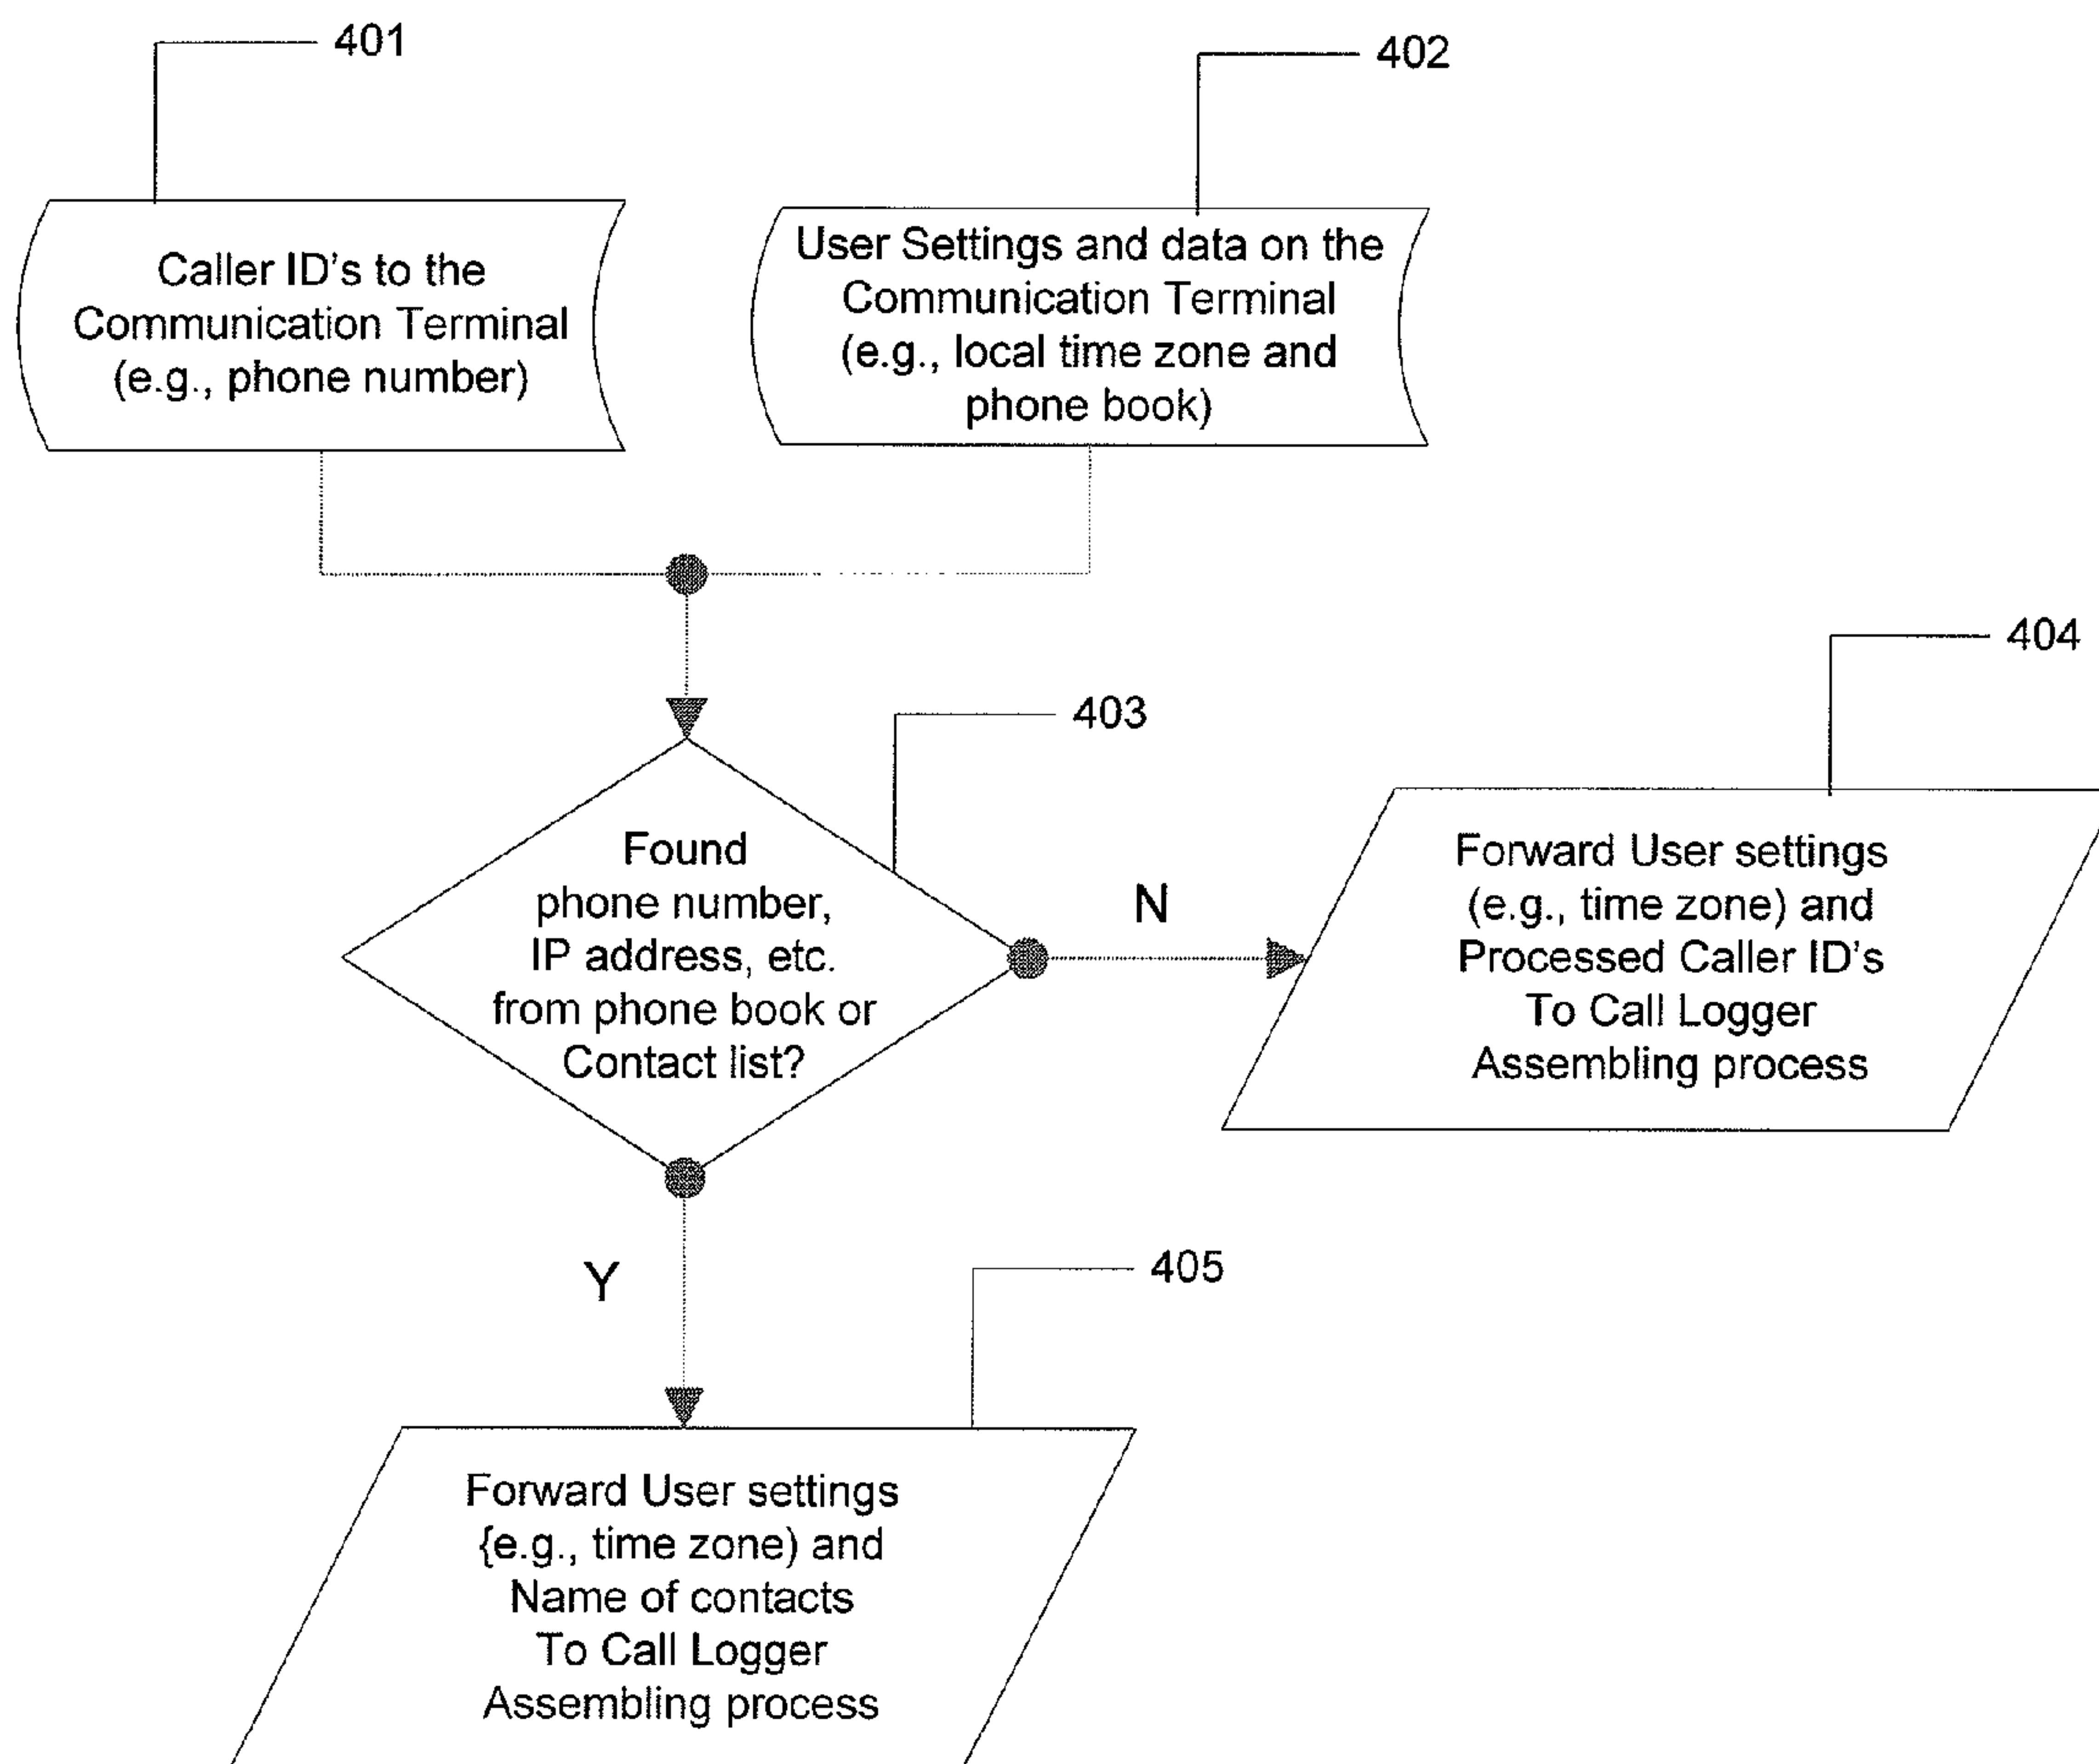 401
402
Caller ID's to the
Communication Terminal
(e.g., phone number)
User Settings and data on the
Communication Terminal
(e.g., local time zone and
phone book)
404
403
Found
phone number,
IP address, etc.
from phone book or
Contact list?
N
Forward User settings
(e.g., time zone) and
Processed Caller ID's
To Call Logger
Assembling process
Y
405
Forward User settings
{e.g., time zone) and
Name of contacts
To Call Logger
Assembling process